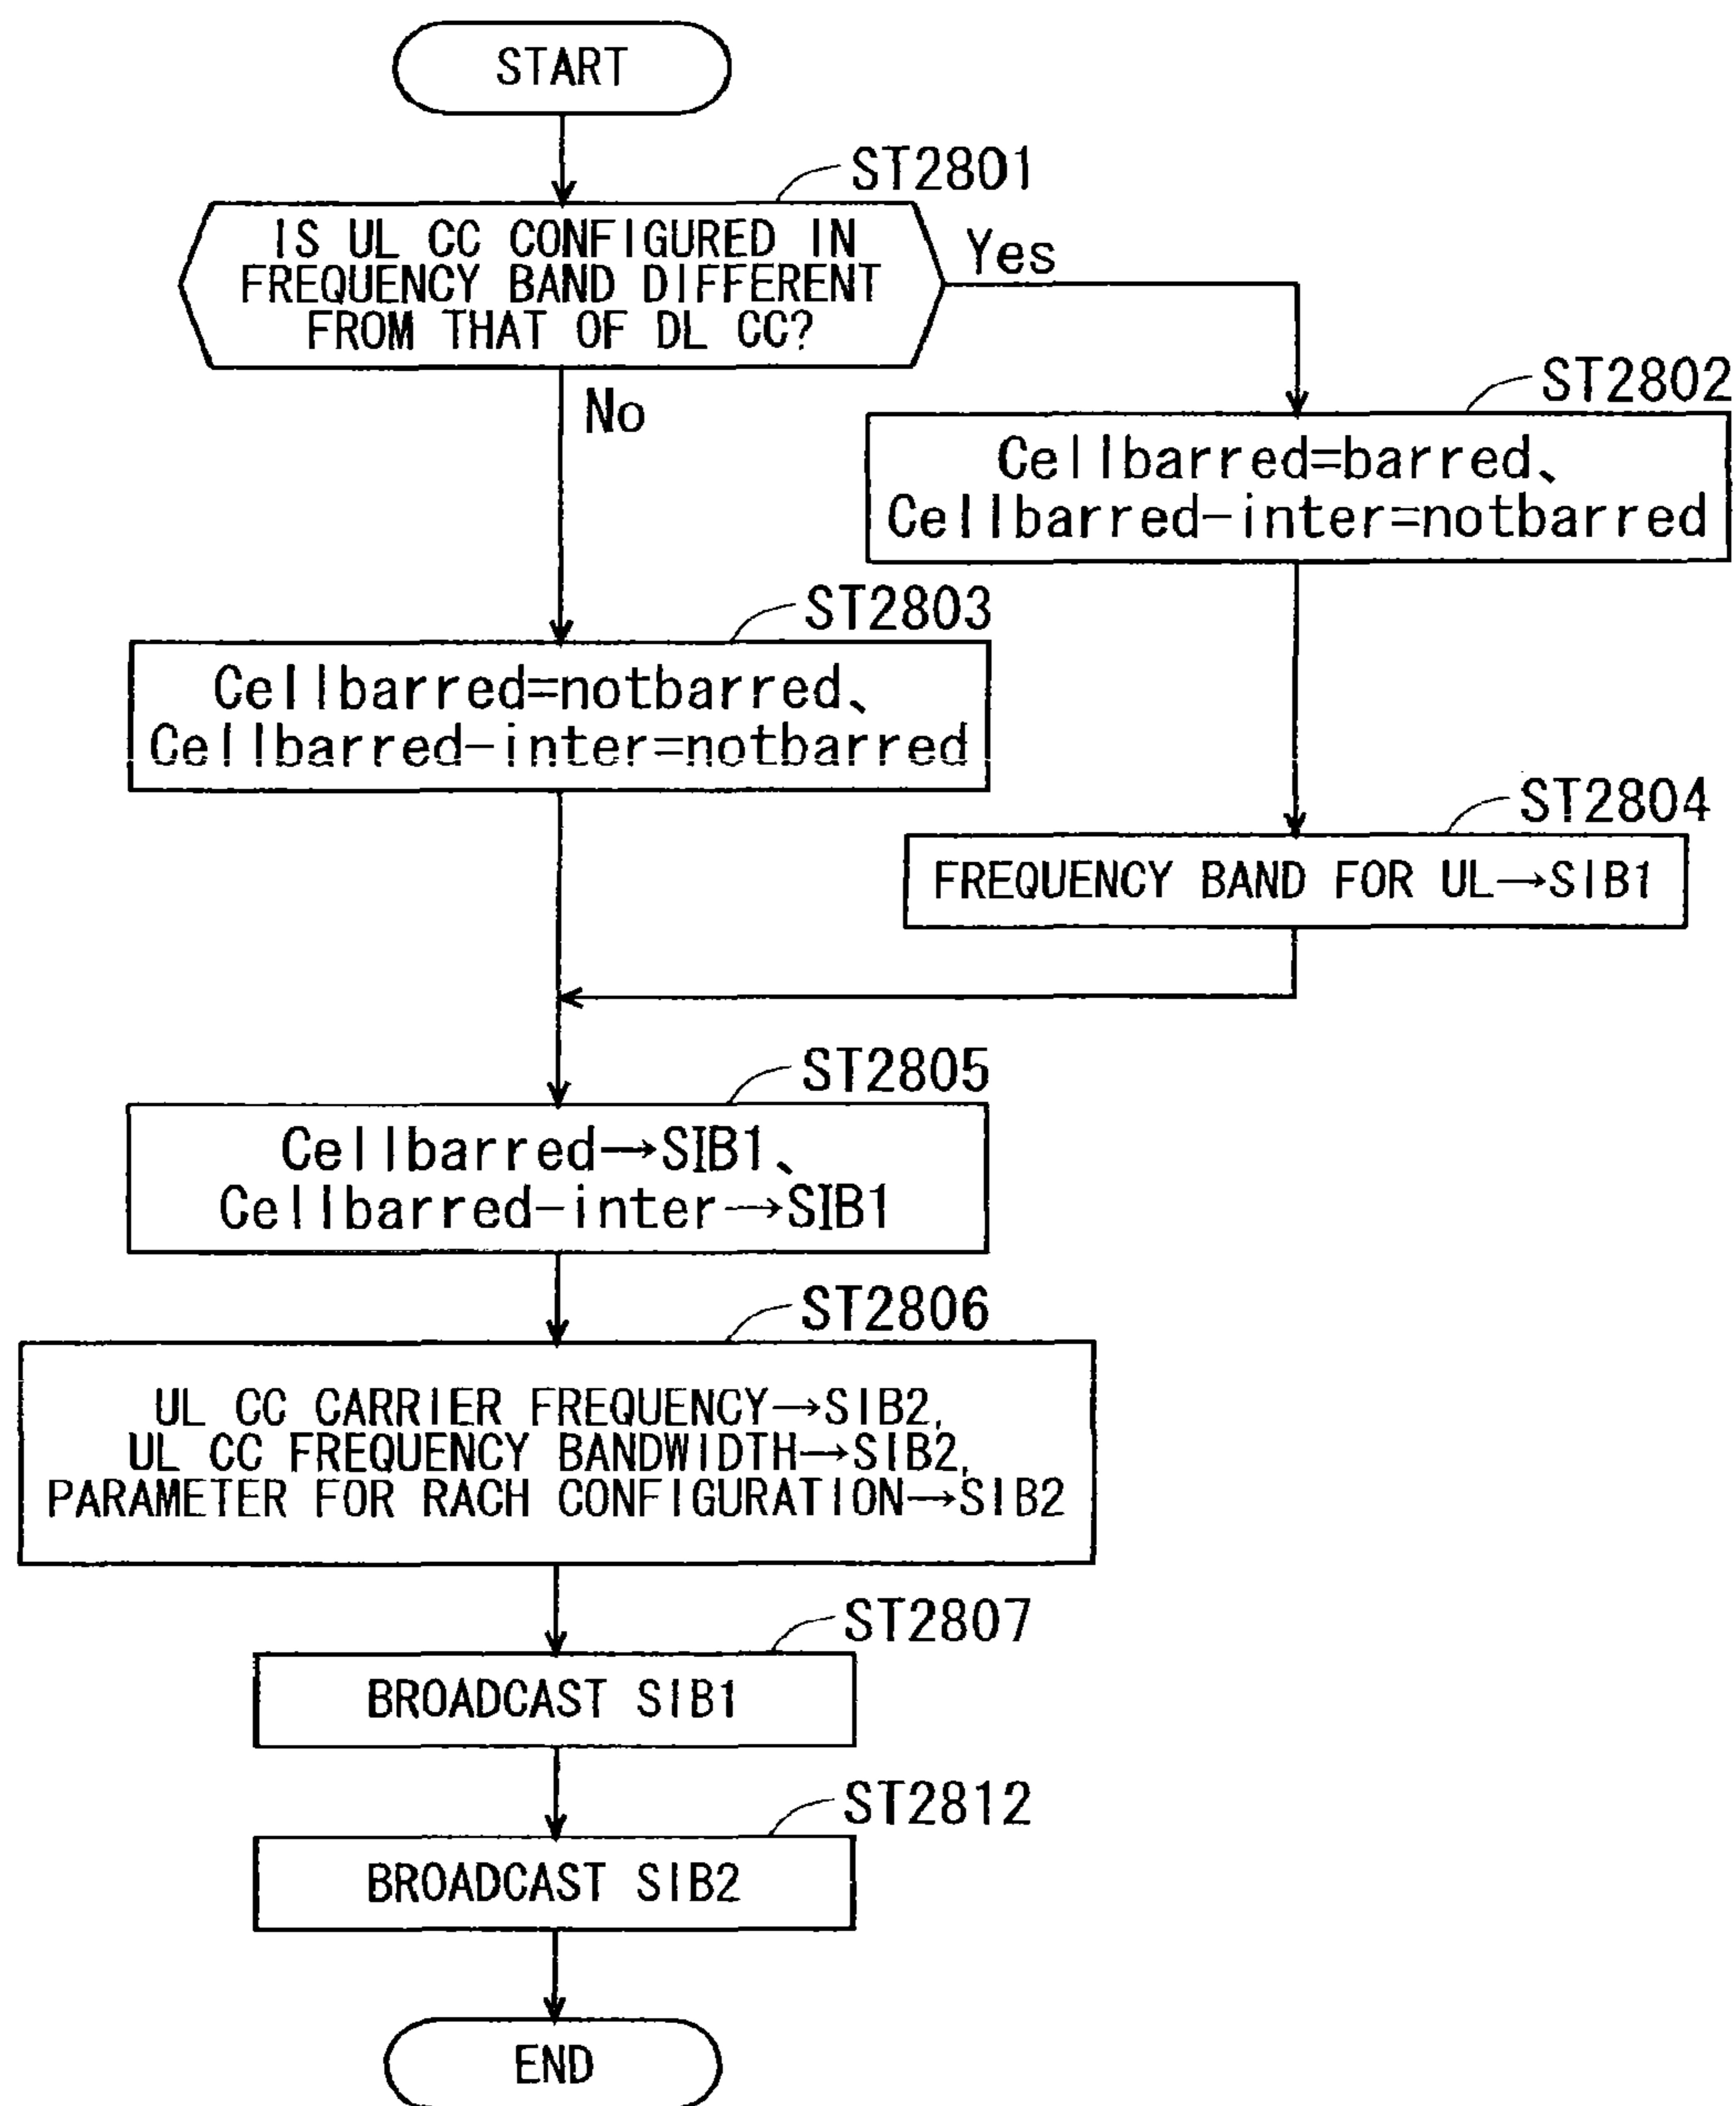 START
ST2801
IS UL CC CONFIGURED IN
FREQUENCY BAND DIFFERENT
FROM THAT OF DL CC?
Yes
No
ST2802
Cellbarred=barred、
Cellbarred-inter=notbarred
ST2803
Cellbarred=notbarred、
Cellbarred-inter=notbarred
ST2804
FREQUENCY BAND FOR UL→SIB1
ST2805
Cellbarred→SIB1、
Cellbarred-inter→SIB1
ST2806
UL CC CARRIER FREQUENCY→SIB2,
UL CC FREQUENCY BANDWIDTH→SIB2,
PARAMETER FOR RACH CONFIGURATION→SIB2
ST2807
BROADCAST SIB1
ST2812
BROADCAST SIB2
END